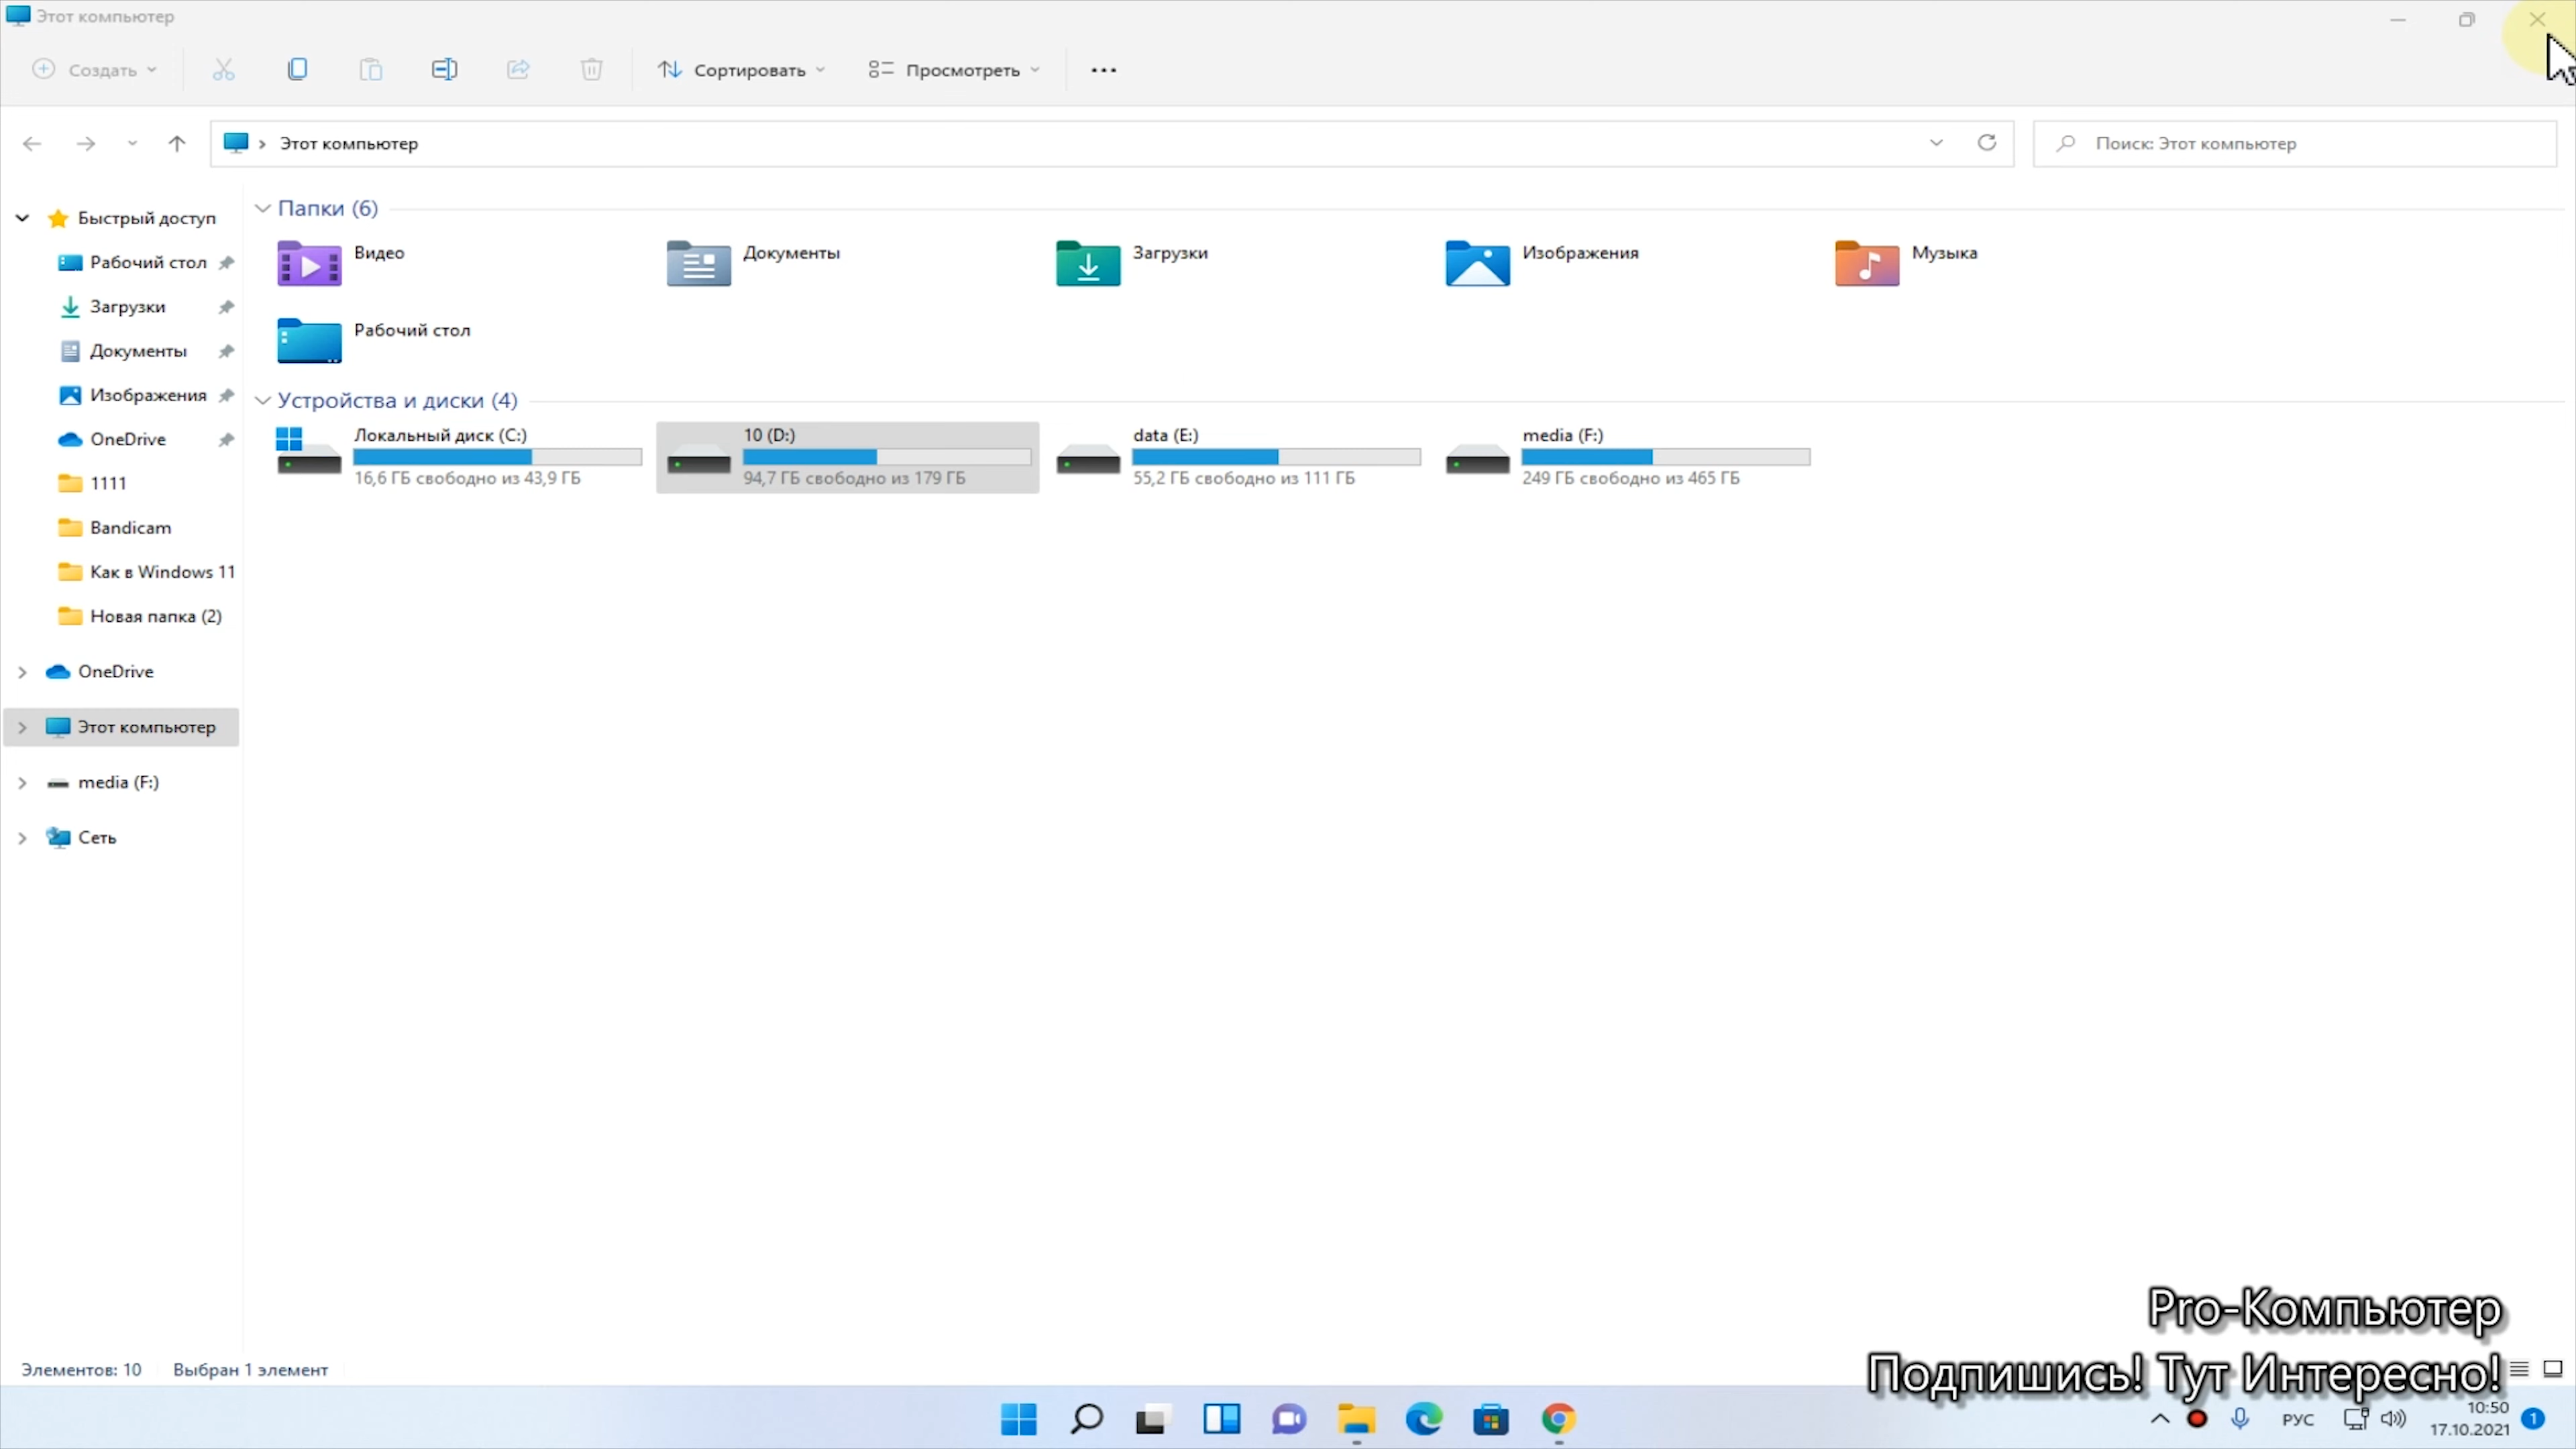 Этот компьютер
Создать
Сортировать
Просмотреть
Этот компьютер
Поиск: Этот компьютер
Быстрый доступ
Рабочий стол
Загрузки
Документы
Изображения
OneDrive
1111
Bandicam
Как в Windows 11
Новая папка (2)
OneDrive
Этот компьютер
media (F:)
Сеть
Папки (6)
Видео
Документы
Загрузки
Изображения
Музыка
Рабочий стол
Устройства и диски (4)
Локальный диск (C:)
16,6 ГБ свободно из 43,9 ГБ
10 (D:)
94,7 ГБ свободно из 179 ГБ
data (E:)
55,2 ГБ свободно из 111 ГБ
media (F:)
249 ГБ свободно из 465 ГБ
Pro-Компьютер
Подпишись! Тут Интересно!
Элементов: 10
Выбран 1 элемент
РУС
10:50
17.10.2021
1